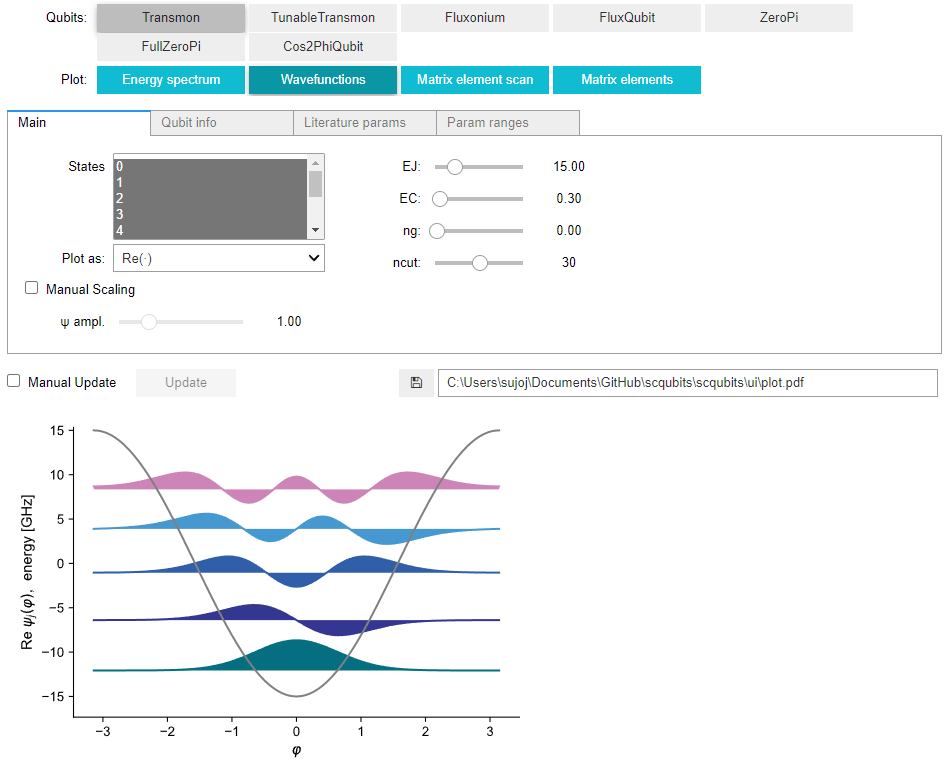 Qubits: Transmon TunableTransmon Fluxonium FluxQubit ZeroPi
FullZeroPi Cos2PhiQubit
Plot: Energy spectrum Wavefunctions Matrix element scan Matrix elements
Main Qubit info Literature params Param ranges
States 0
1
2
3
4
Plot as: Re(·)
Manual Scaling
ψ ampl. 1.00
EJ: 15.00
EC: 0.30
ng: 0.00
ncut: 30
Manual Update Update C:\Users\sujoj\Documents\GitHub\scqubits\scqubits\ui\plot.pdf
Re ψj(φ), energy [GHz]
15
10
5
0
−5
−10
−15
−3 −2 −1 0 1 2 3
φ